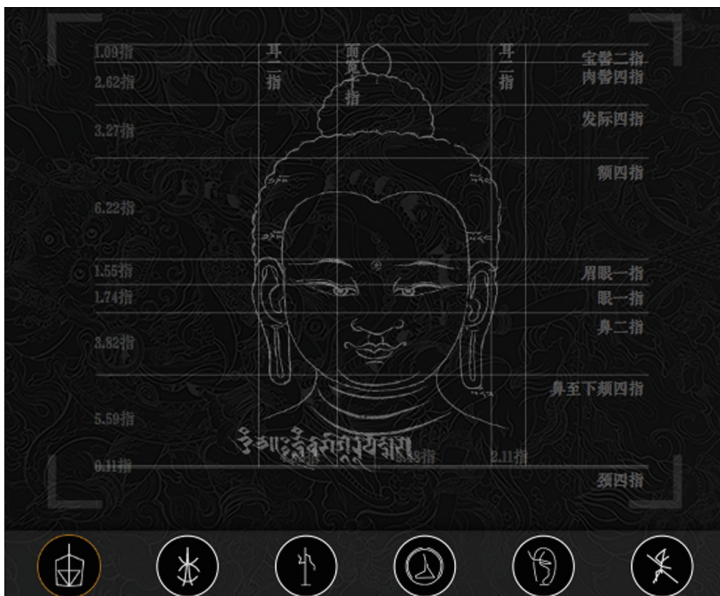 耳二指
面宽十指
耳二指
1.09指
宝髻二指
2.62指
肉髻四指
3.27指
发际四指
额四指
6.22指
1.55指
眉眼一指
1.74指
眼一指
3.82指
鼻二指
鼻至下颏四指
5.59指
2.11指
0.11指
颈四指